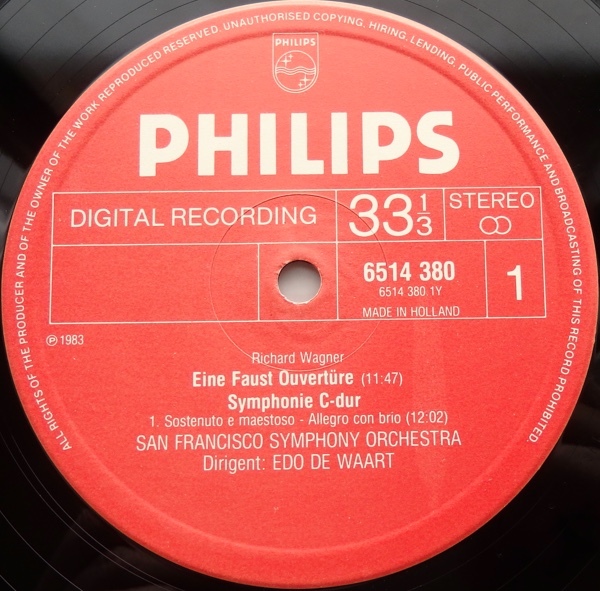 ALL RIGHTS OF THE PRODUCER AND OF THE OWNER OF THE WORK REPRODUCED RESERVED. UNAUTHORISED COPYING, HIRING, LENDING, PUBLIC PERFORMANCE AND BROADCASTING OF THIS RECORD PROHIBITED.
PHILIPS
PHILIPS
DIGITAL RECORDING
33 1/3
STEREO
6514 380
6514 380 1Y
MADE IN HOLLAND
1
℗ 1983
Richard Wagner
Eine Faust Ouvertüre (11:47)
Symphonie C-dur
1. Sostenuto e maestoso - Allegro con brio (12:02)
SAN FRANCISCO SYMPHONY ORCHESTRA
Dirigent: EDO DE WAART